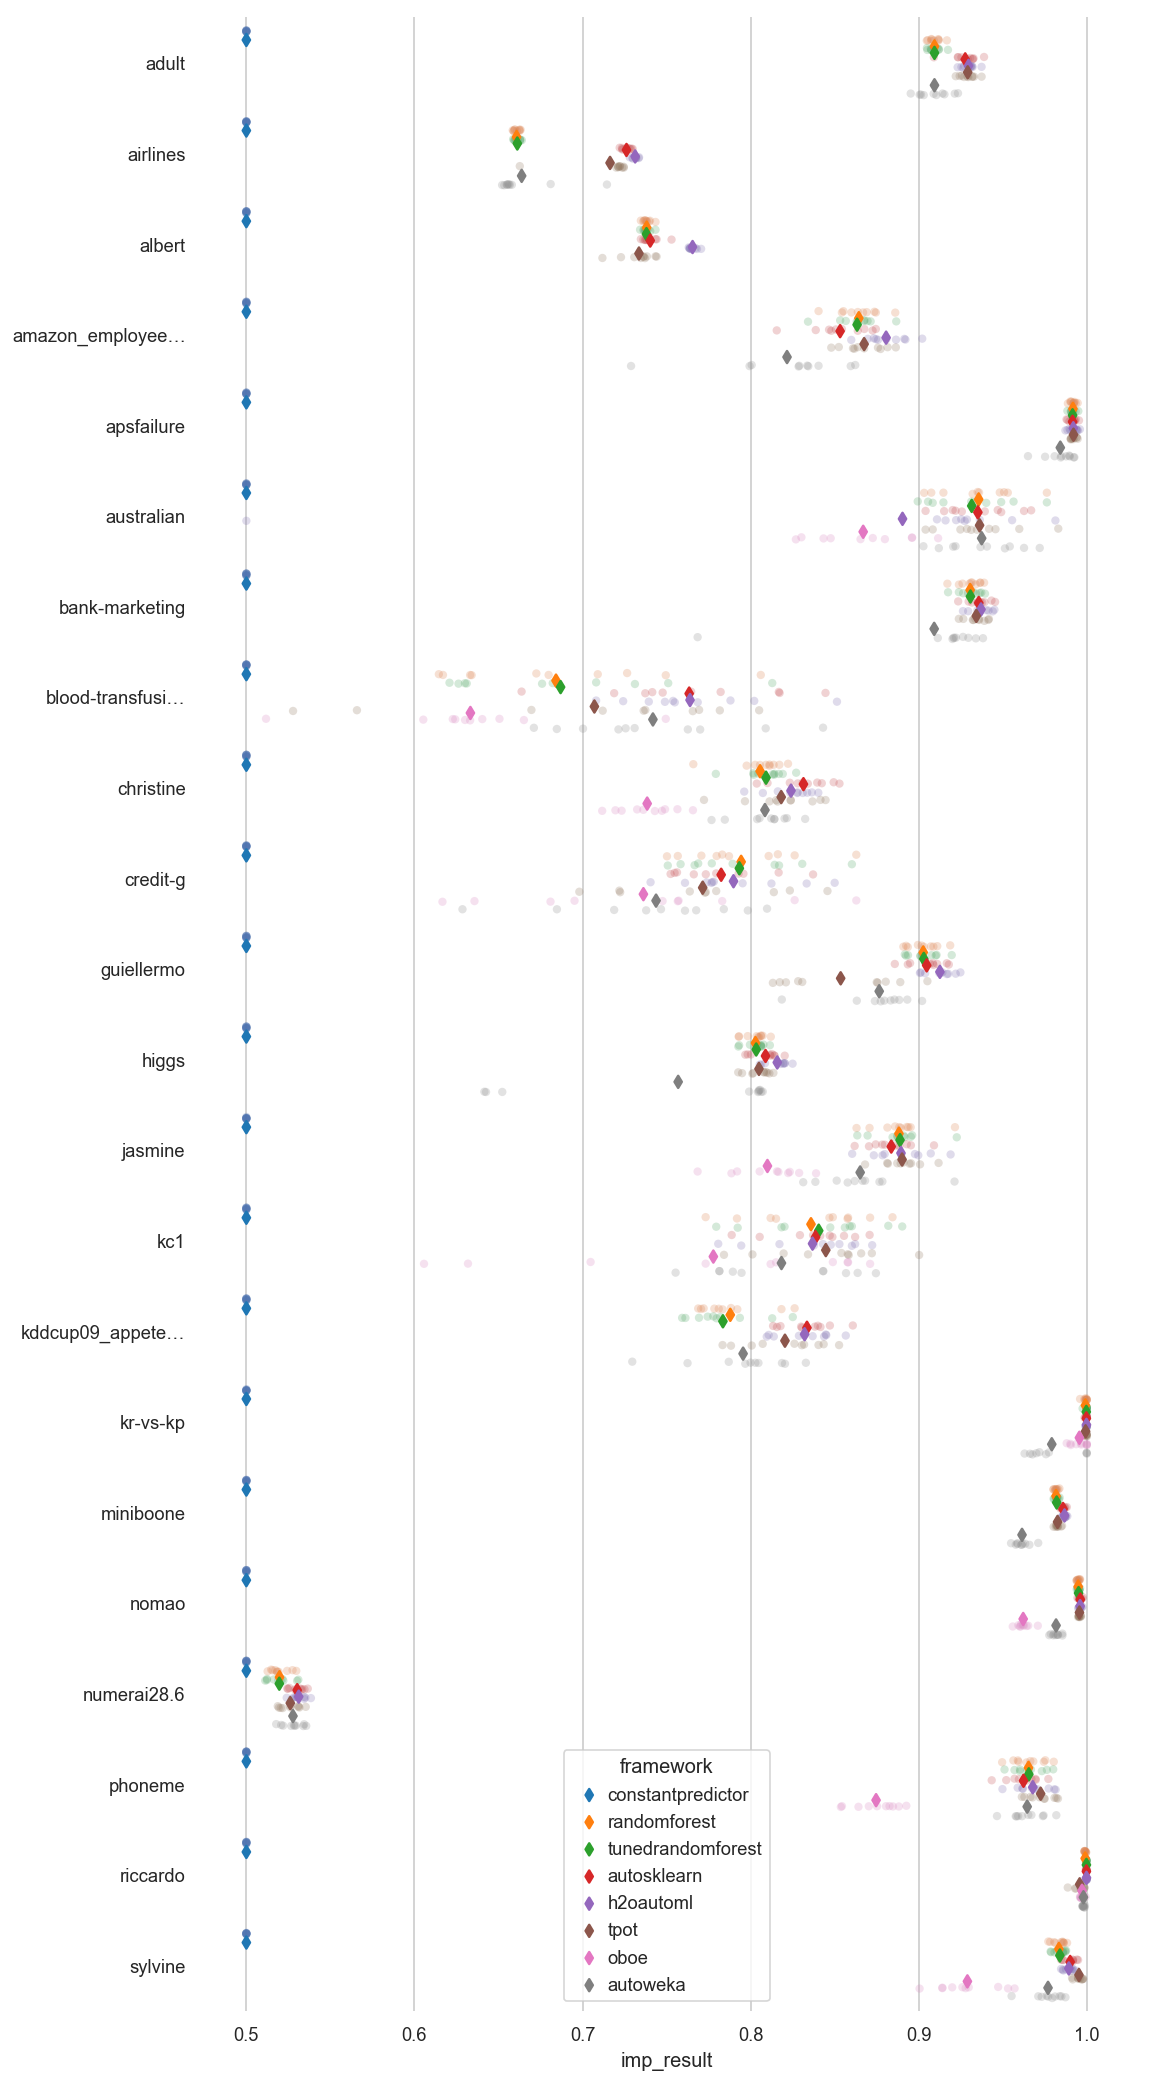 adult
airlines
albert
amazon_employee…
apsfailure
australian
bank-marketing
blood-transfusi…
christine
credit-g
guiellermo
higgs
jasmine
kc1
kddcup09_appete…
kr-vs-kp
miniboone
nomao
numerai28.6
phoneme
riccardo
sylvine
framework
constantpredictor
randomforest
tunedrandomforest
autosklearn
h2oautoml
tpot
oboe
autoweka
0.5 0.6 0.7 0.8 0.9 1.0
imp_result